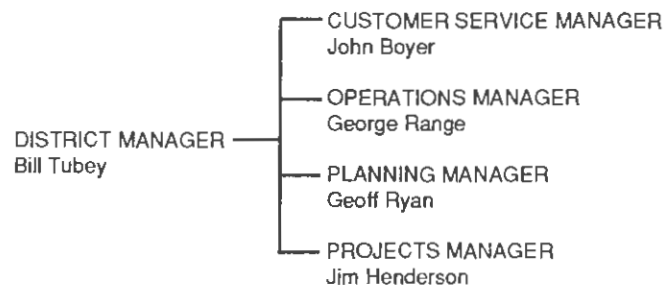 CUSTOMER SERVICE MANAGER
John Boyer
OPERATIONS MANAGER
George Range
DISTRICT MANAGER
Bill Tubey
PLANNING MANAGER
Geoff Ryan
PROJECTS MANAGER
Jim Henderson